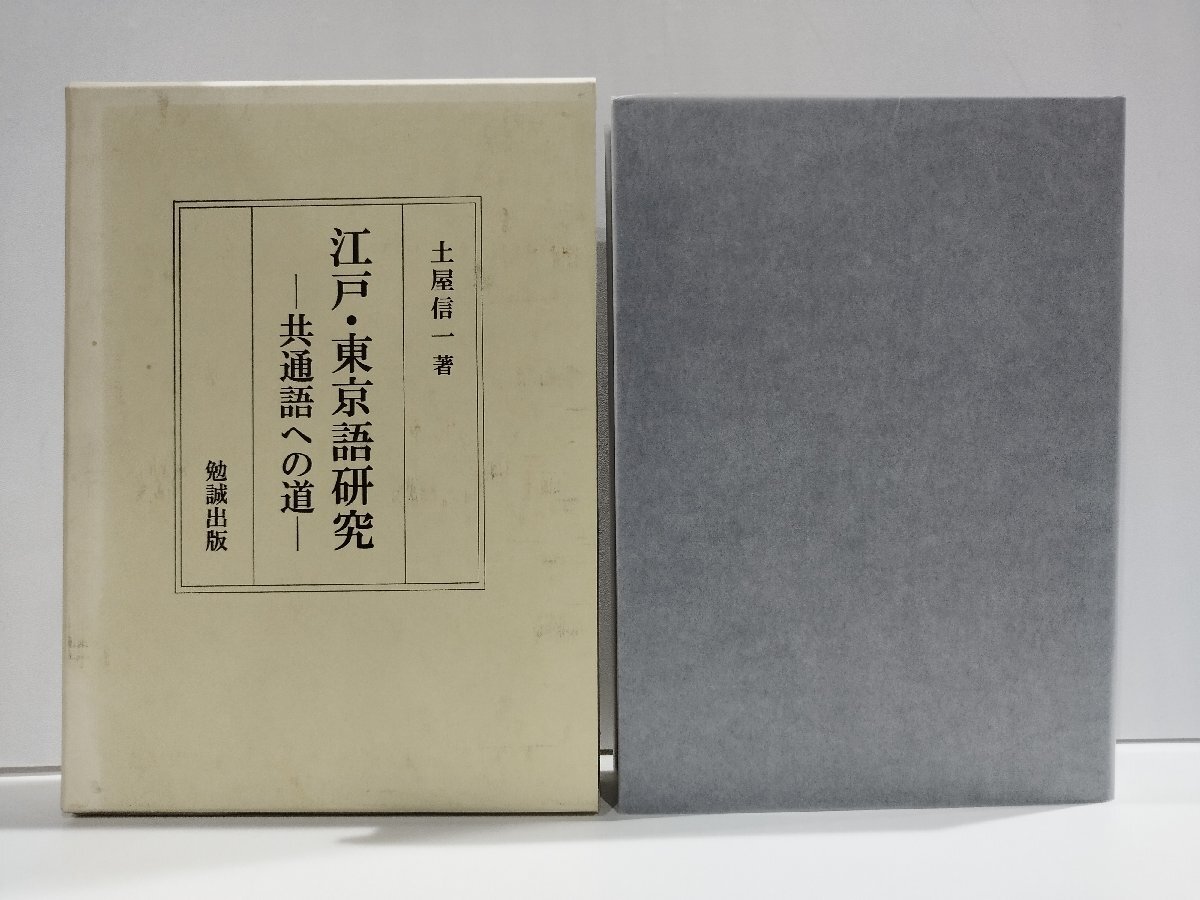 土屋信一 著
江戸・東京語研究
―共通語への道―
勉誠出版